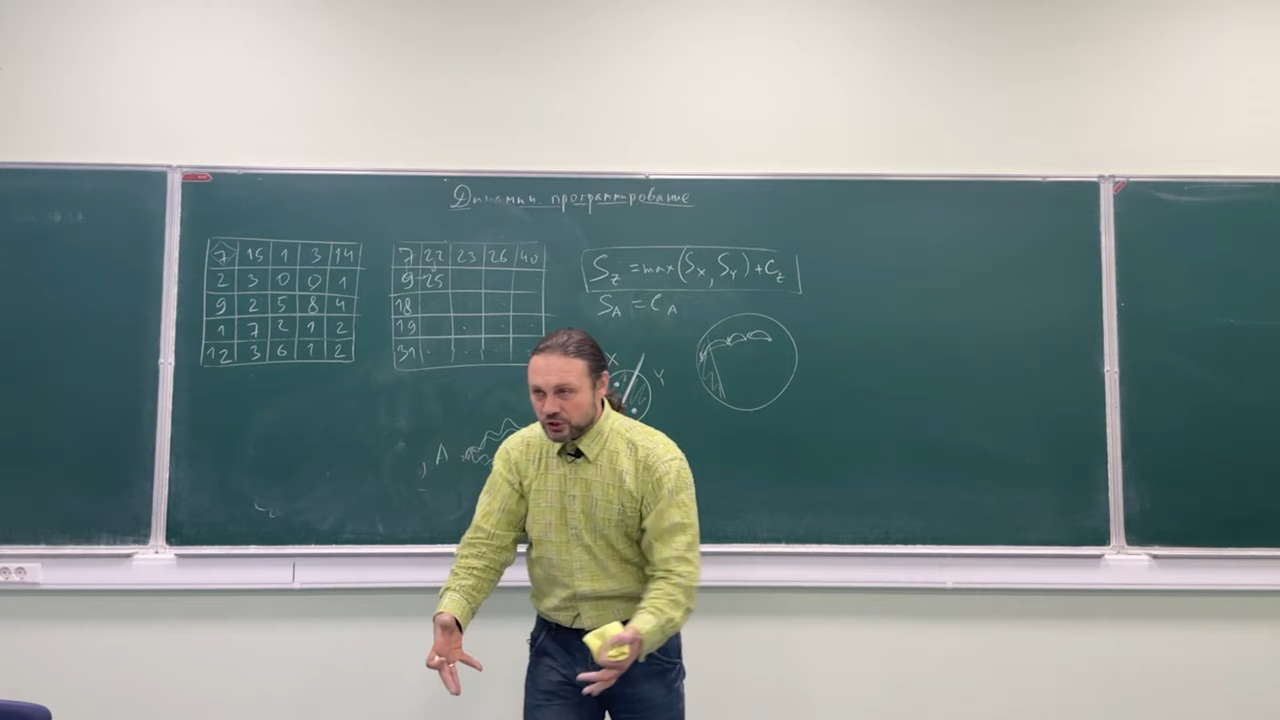 Динамич. программирование
7 15 1 3 14
2 3 0 0 1
9 2 5 8 4
1 7 2 1 2
12 3 6 1 2
7 22 23 26 40
9 25
18
19
31
S_z = max(S_x, S_y) + C_z
S_A = C_A
X
Y
A